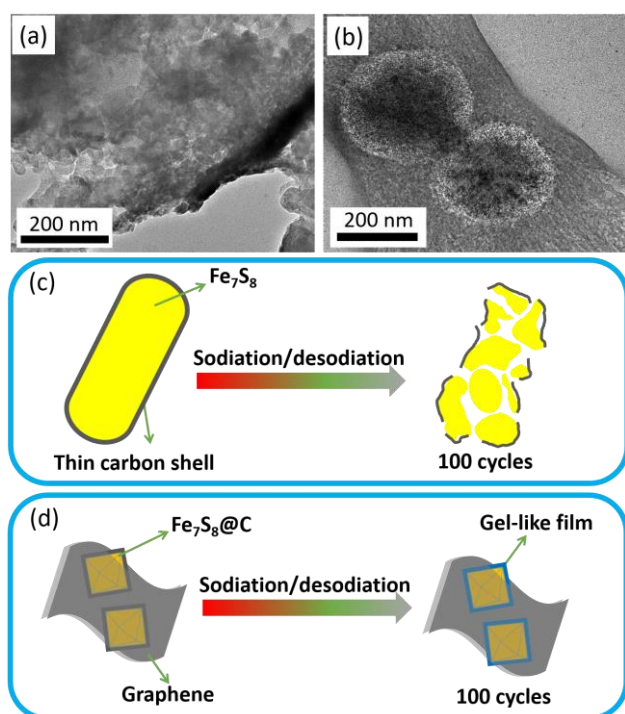 (a)
200 nm
(b)
200 nm
(c)
Fe₇S₈
Sodiation/desodiation
Thin carbon shell
100 cycles
(d)
Fe₇S₈@C
Gel-like film
Sodiation/desodiation
Graphene
100 cycles